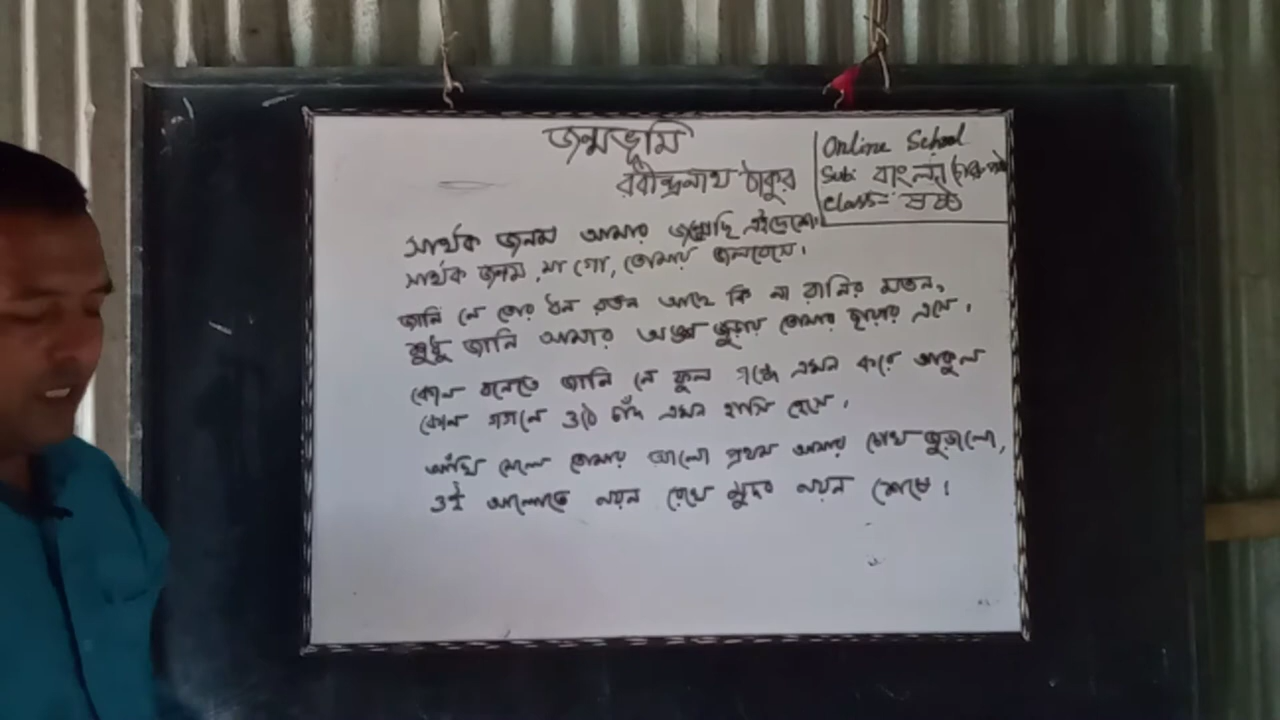 জন্মভূমি
রবীন্দ্রনাথ ঠাকুর
Online School
Sub: বাংলা (চারুপাঠ
Class= ষষ্ঠ
সার্থক জনম আমার জন্মেছি এইদেশে।
সার্থক জনম, মা গো, তোমায় ভালবেসে।
জানি নে তোর ধন রতন আছে কি না রানির মতন,
শুধু জানি আমার অঙ্গ জুড়ায় তোমার ছায়ায় এসে।
কোন বনেতে জানি নে ফুল গন্ধে এমন করে আকুল
কোন গগনে ওঠে চাঁদ এমন হাসি হেসে।
আঁখি মেলে তোমার আলো প্রথম আমার চোখ জুড়ালো,
ওই আলোতে নয়ন রেখে মুদব নয়ন শেষে।